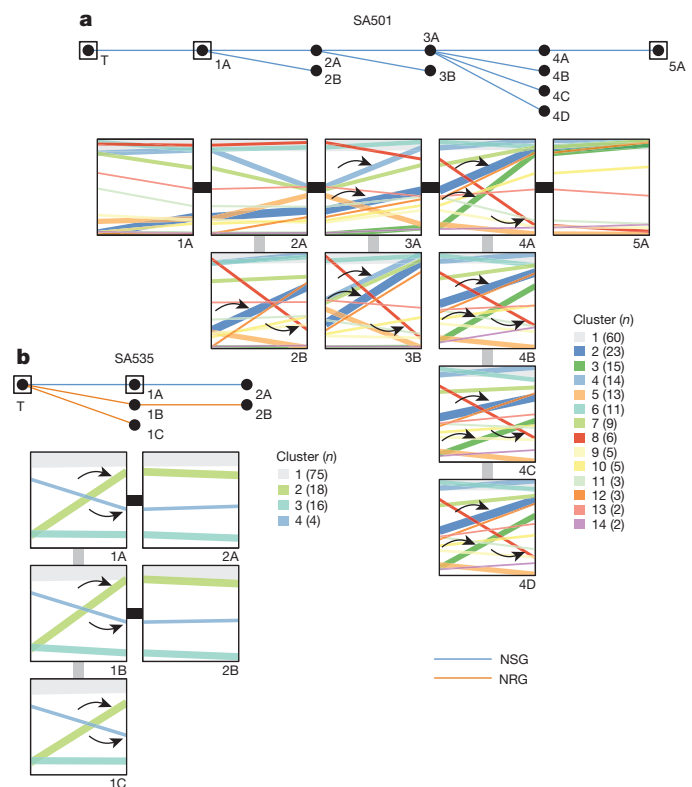 a
SA501
T
1A
2A
2B
3A
3B
4A
4B
4C
4D
5A
1A
2A
3A
4A
5A
2B
3B
4B
4C
4D
Cluster (n)
1 (60)
2 (23)
3 (15)
4 (14)
5 (13)
6 (11)
7 (9)
8 (6)
9 (5)
10 (5)
11 (3)
12 (3)
13 (2)
14 (2)
b
SA535
T
1A
1B
1C
2A
2B
Cluster (n)
1 (75)
2 (18)
3 (16)
4 (4)
1A
2A
1B
2B
1C
NSG
NRG